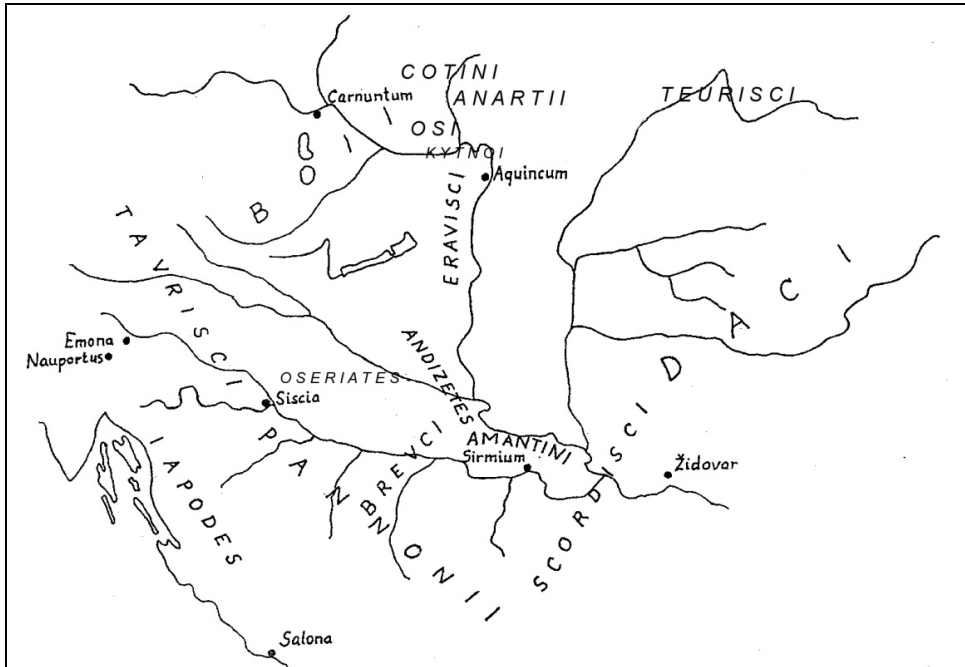 COTINI
ANARTII
TEURISCI
Carnuntum
OSI
KYTNOI
BOII
Aquincum
ERAVISCI
TAVRISCI
DACI
Emona
Nauportus
ANDIZETES
OSERIATES
Siscia
BREVCI
AMANTINI
Sirmium
Židovar
IAPODES
PANNONII
SCORDISCI
Salona